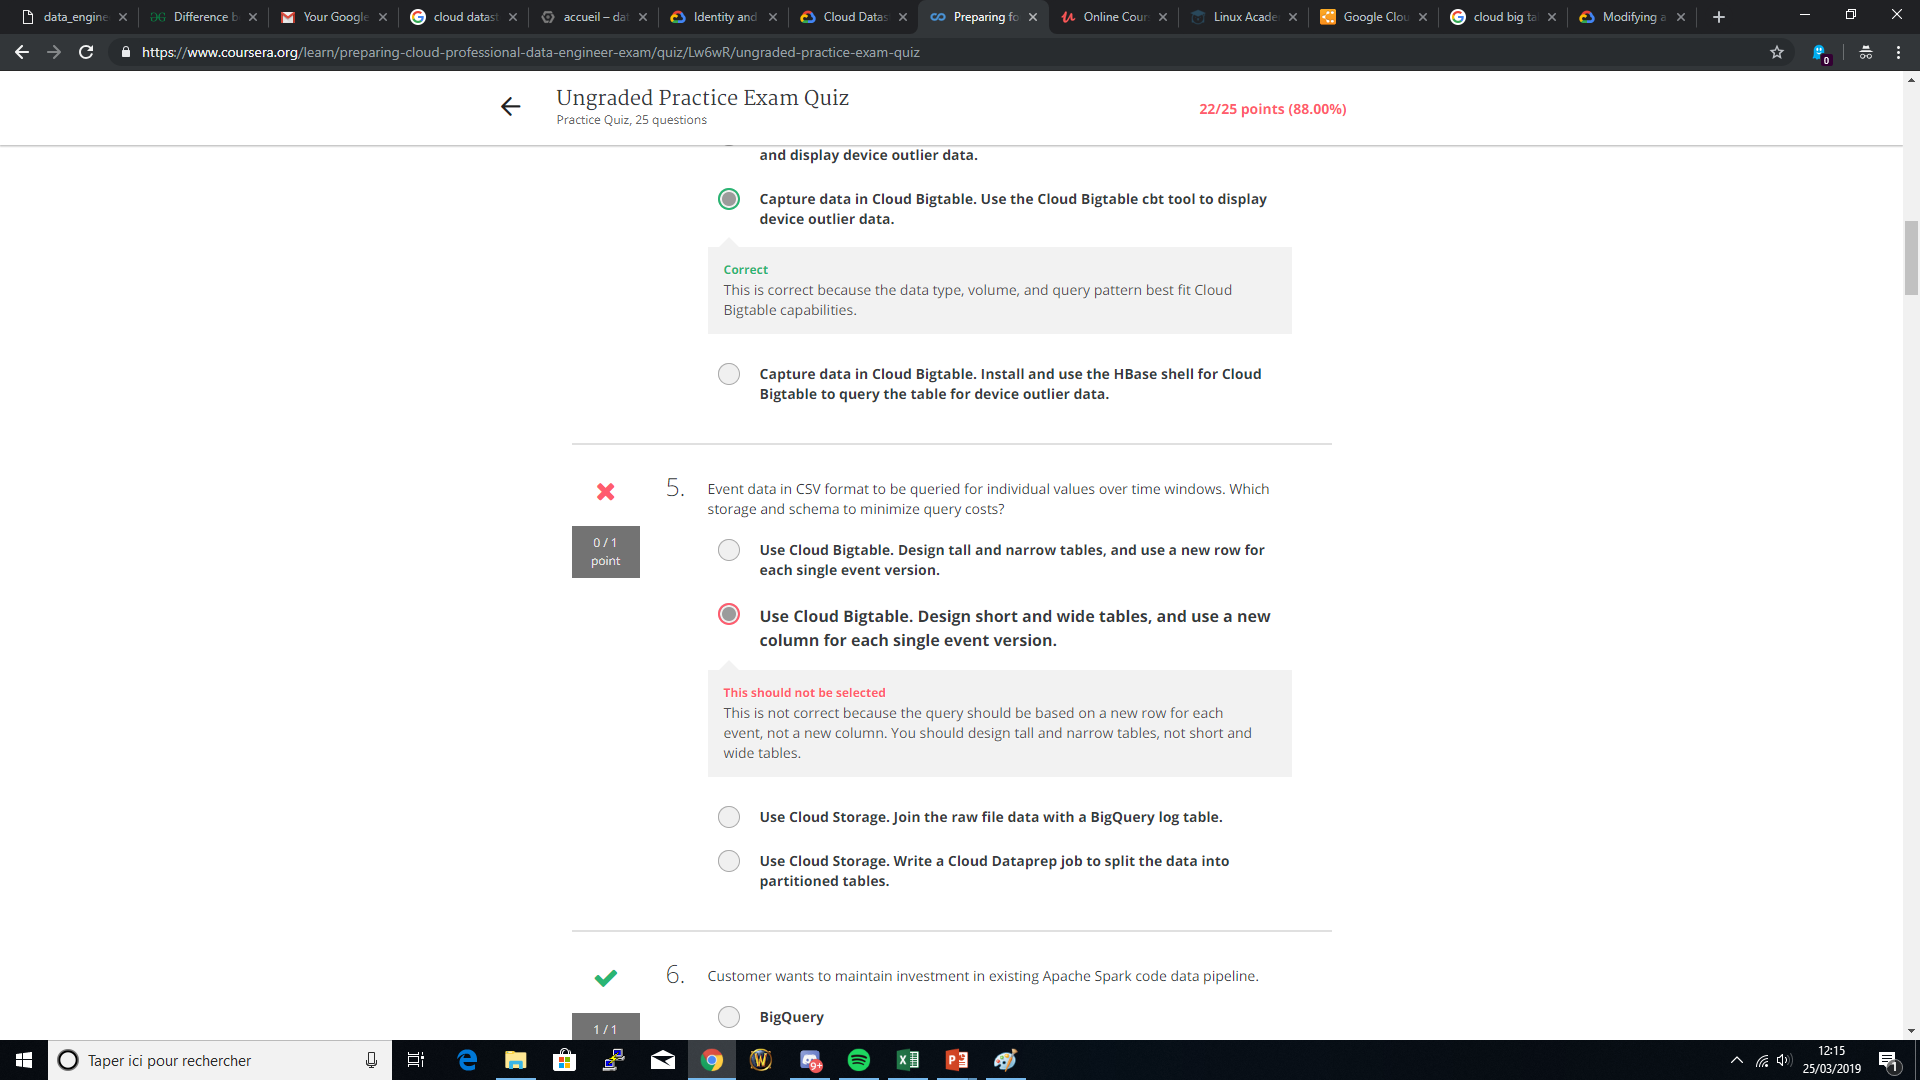 data_engine
Difference b
Your Google
cloud datast
accueil – dat
Identity and
Cloud Datas
Preparing fo
Online Cour
Linux Acade
Google Clou
cloud big ta
Modifying a
https://www.coursera.org/learn/preparing-cloud-professional-data-engineer-exam/quiz/Lw6wR/ungraded-practice-exam-quiz
0
Ungraded Practice Exam Quiz
Practice Quiz, 25 questions
22/25 points (88.00%)
and display device outlier data.
Capture data in Cloud Bigtable. Use the Cloud Bigtable cbt tool to display
device outlier data.
Correct
This is correct because the data type, volume, and query pattern best fit Cloud
Bigtable capabilities.
Capture data in Cloud Bigtable. Install and use the HBase shell for Cloud
Bigtable to query the table for device outlier data.
5.
Event data in CSV format to be queried for individual values over time windows. Which
storage and schema to minimize query costs?
0 / 1
point
Use Cloud Bigtable. Design tall and narrow tables, and use a new row for
each single event version.
Use Cloud Bigtable. Design short and wide tables, and use a new
column for each single event version.
This should not be selected
This is not correct because the query should be based on a new row for each
event, not a new column. You should design tall and narrow tables, not short and
wide tables.
Use Cloud Storage. Join the raw file data with a BigQuery log table.
Use Cloud Storage. Write a Cloud Dataprep job to split the data into
partitioned tables.
6.
Customer wants to maintain investment in existing Apache Spark code data pipeline.
1 / 1
BigQuery
Taper ici pour rechercher
9+
12:15
25/03/2019
1